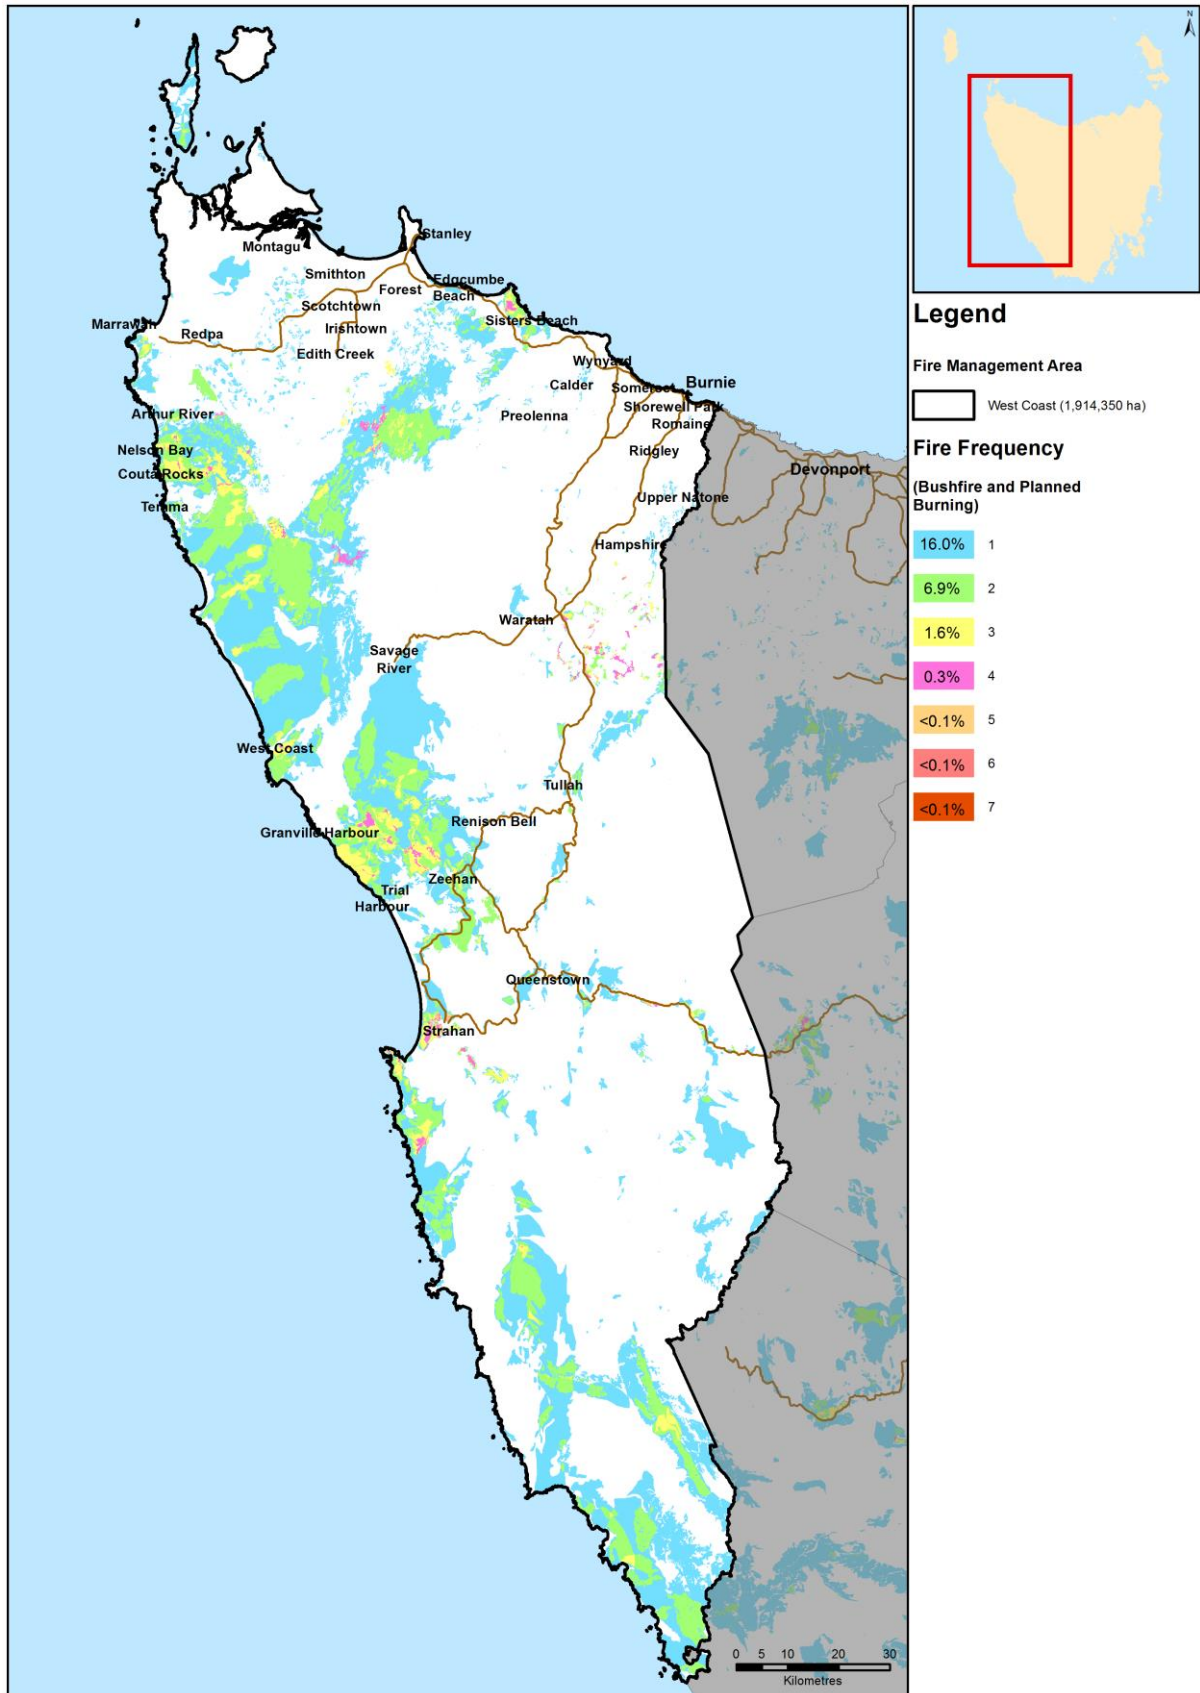 N
Stanley
Montagu
Smithton
Edgcumbe
Beach
Forest
Scotchtown
Sisters Beach
Marrawah
Redpa
Irishtown
Edith Creek
Wynyard
Calder
Somerset
Burnie
Arthur River
Preolenna
Shorewell Park
Romaine
Nelson Bay
Ridgley
Couta Rocks
Devonport
Temma
Upper Natone
Hampshire
Waratah
Savage
River
West Coast
Tullah
Granville Harbour
Renison Bell
Zeehan
Trial
Harbour
Queenstown
Strahan
0 5 10 20 30
Kilometres
Legend
Fire Management Area
West Coast (1,914,350 ha)
Fire Frequency
(Bushfire and Planned
Burning)
16.0% 1
6.9% 2
1.6% 3
0.3% 4
<0.1% 5
<0.1% 6
<0.1% 7